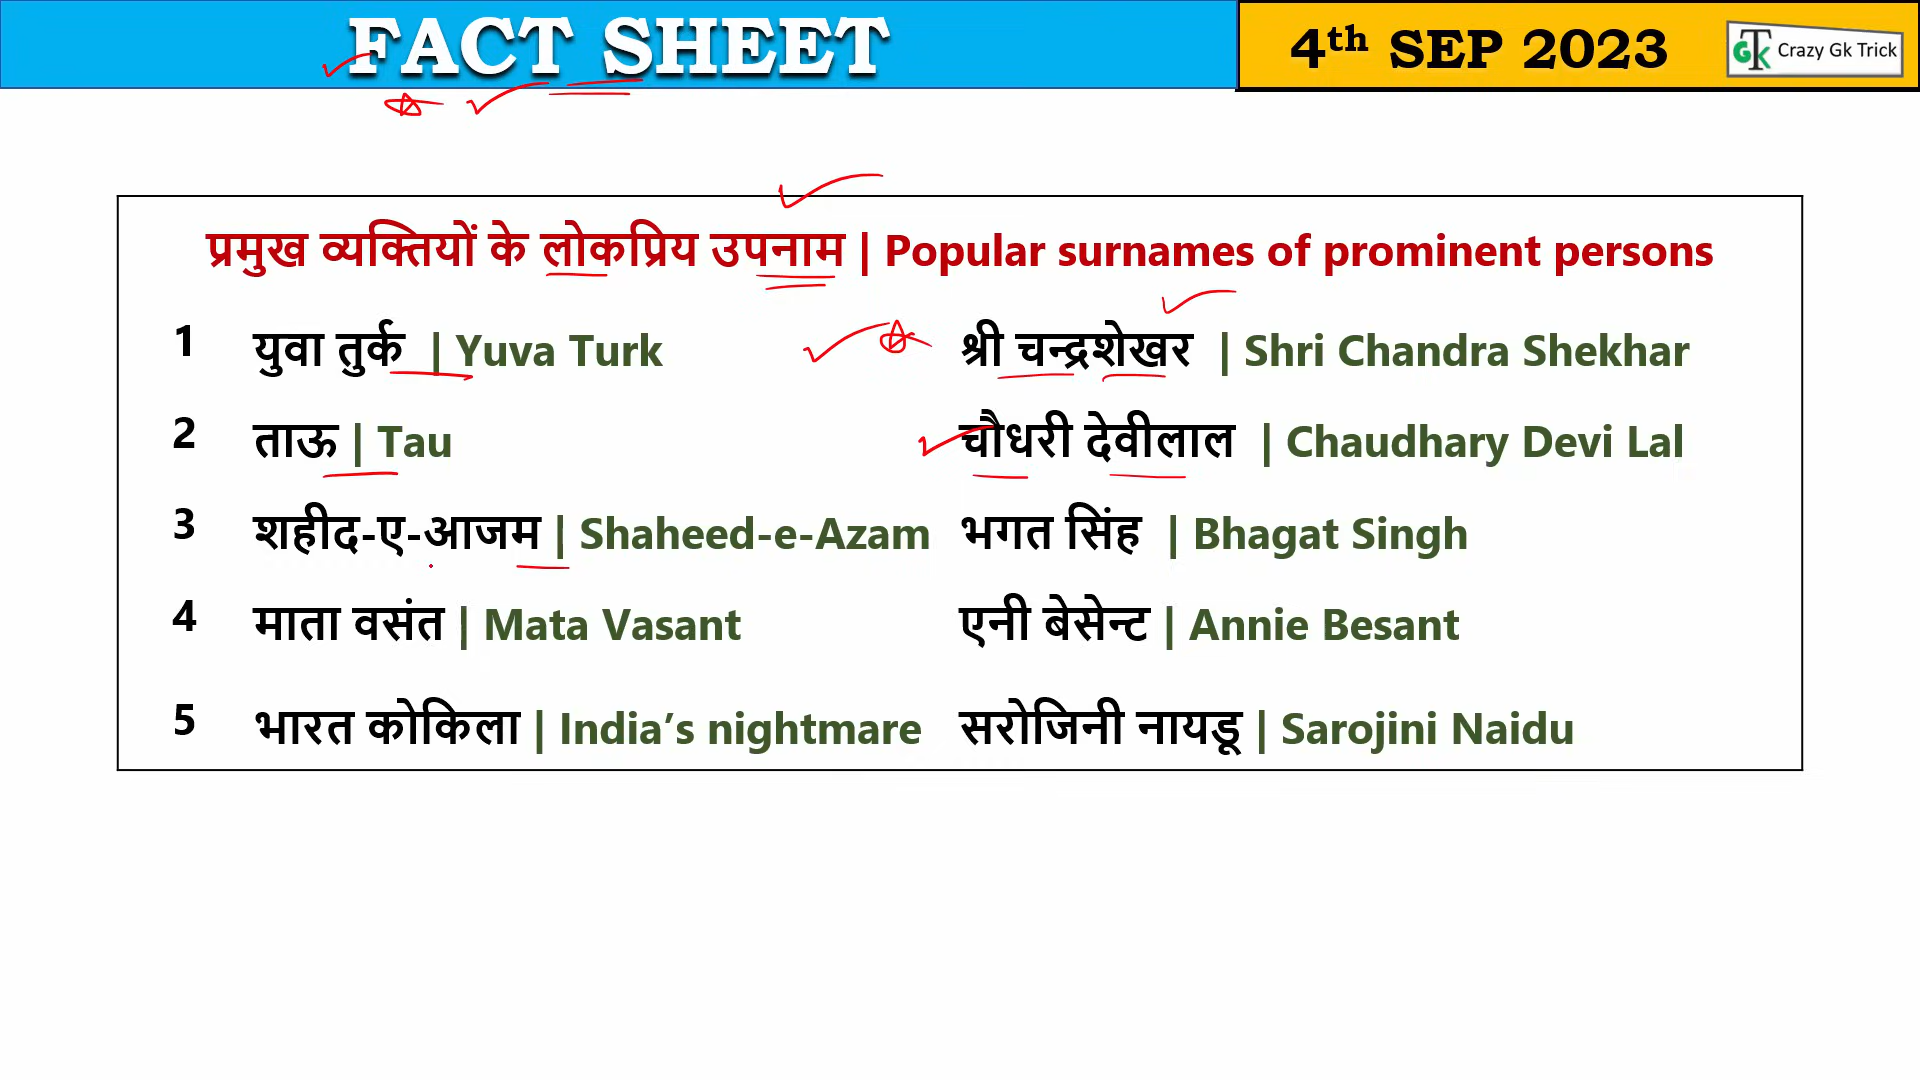 FACT SHEET
4th SEP 2023
GTK Crazy Gk Trick
प्रमुख व्यक्तियों के लोकप्रिय उपनाम | Popular surnames of prominent persons
1 युवा तुर्क | Yuva Turk श्री चन्द्रशेखर | Shri Chandra Shekhar
2 ताऊ | Tau चौधरी देवीलाल | Chaudhary Devi Lal
3 शहीद-ए-आजम | Shaheed-e-Azam भगत सिंह | Bhagat Singh
4 माता वसंत | Mata Vasant एनी बेसेन्ट | Annie Besant
5 भारत कोकिला | India’s nightmare सरोजिनी नायडू | Sarojini Naidu